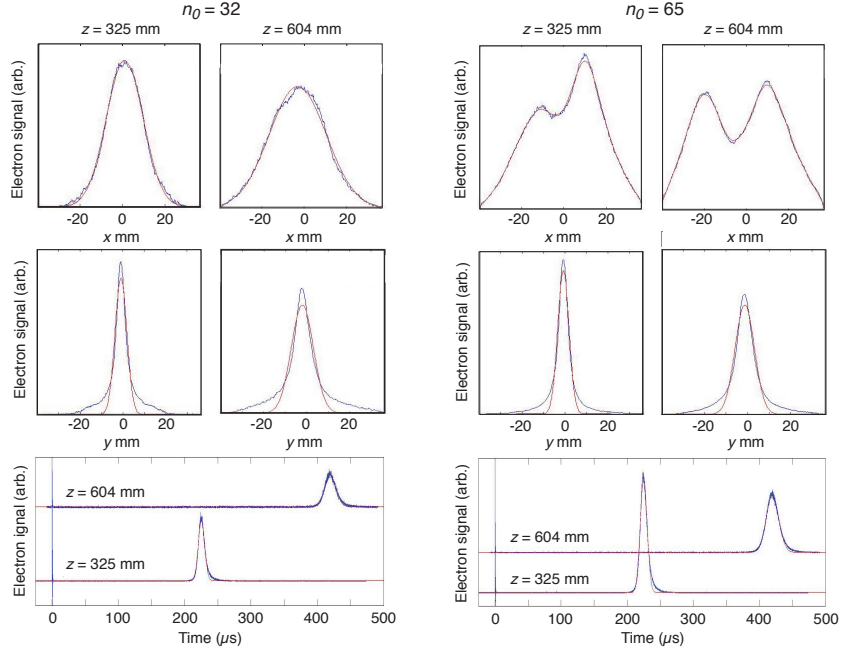 n0 = 32
z = 325 mm
z = 604 mm
Electron signal (arb.)
-20
0
20
-20
0
20
x mm
x mm
Electron signal (arb.)
-20
0
20
-20
0
20
y mm
y mm
Electron ignal (arb.)
z = 604 mm
z = 325 mm
0
100
200
300
400
500
Time (µs)
n0 = 65
z = 325 mm
z = 604 mm
Electron signal (arb.)
-20
0
20
-20
0
20
x mm
x mm
Electron signal (arb.)
-20
0
20
-20
0
20
y mm
y mm
Electron signal (arb.)
z = 604 mm
z = 325 mm
0
100
200
300
400
500
Time (µs)